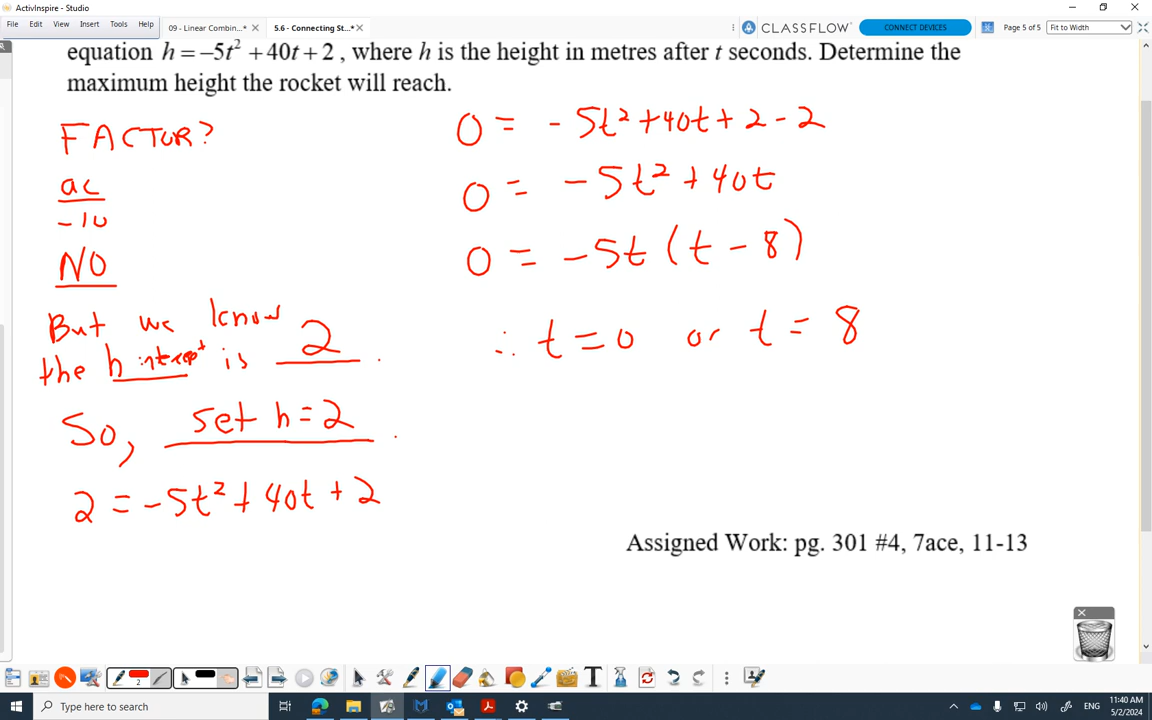 ActivInspire - Studio
File Edit View Insert Tools Help
09 - Linear Combin...* 5.6 - Connecting St...*
CLASSFLOW CONNECT DEVICES Page 5 of 5 Fit to Width
equation h = −5t² + 40t + 2, where h is the height in metres after t seconds. Determine the
maximum height the rocket will reach.
FACTOR?
ac
-10
NO
But we know
the h intercept is 2.
So, set h = 2.
2 = -5t² + 40t + 2
0 = -5t² + 40t + 2 - 2
0 = -5t² + 40t
0 = -5t (t - 8)
∴ t = 0 or t = 8
Assigned Work: pg. 301 #4, 7ace, 11-13
2
T
Type here to search
ENG
11:40 AM
5/2/2024